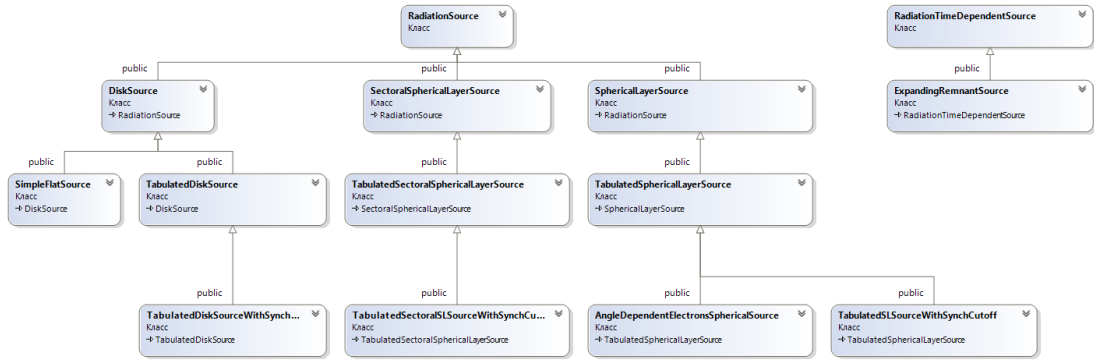 RadiationSource
Класс
RadiationTimeDependentSource
Класс
public
public
public
public
DiskSource
Класс
RadiationSource
SectoralSphericalLayerSource
Класс
RadiationSource
SphericalLayerSource
Класс
RadiationSource
ExpandingRemnantSource
Класс
RadiationTimeDependentSource
public
public
public
public
SimpleFlatSource
Класс
DiskSource
TabulatedDiskSource
Класс
DiskSource
TabulatedSectoralSphericalLayerSource
Класс
SectoralSphericalLayerSource
TabulatedSphericalLayerSource
Класс
SphericalLayerSource
public
public
public
public
TabulatedDiskSourceWithSynch...
Класс
TabulatedDiskSource
TabulatedSectoralSLSourceWithSynchCu...
Класс
TabulatedSectoralSphericalLayerSource
AngleDependentElectronsSphericalSource
Класс
TabulatedSphericalLayerSource
TabulatedSLSourceWithSynchCutoff
Класс
TabulatedSphericalLayerSource